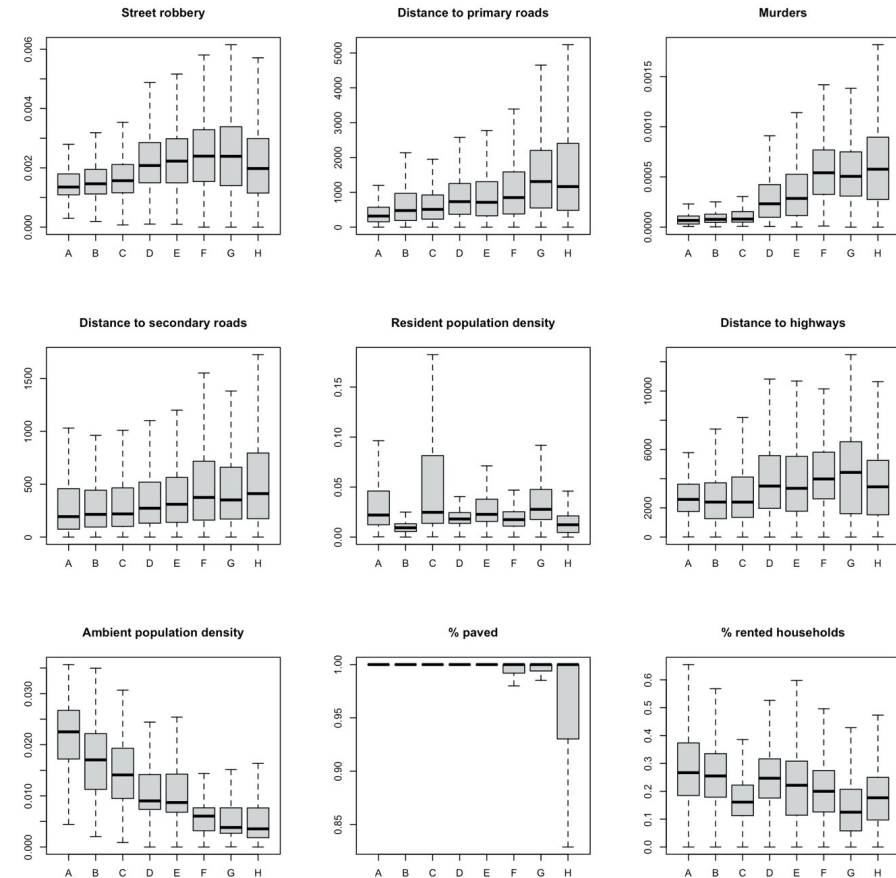 Street robbery
0.006
0.004
0.002
0.000
A B C D E F G H
Distance to primary roads
5000
4000
3000
2000
1000
0
A B C D E F G H
Murders
0.0015
0.0010
0.0005
0.0000
A B C D E F G H
Distance to secondary roads
1500
1000
500
0
A B C D E F G H
Resident population density
0.15
0.10
0.05
0.00
A B C D E F G H
Distance to highways
10000
6000
2000
0
A B C D E F G H
Ambient population density
0.030
0.020
0.010
0.000
A B C D E F G H
% paved
1.00
0.95
0.90
0.85
A B C D E F G H
% rented households
0.6
0.5
0.4
0.3
0.2
0.1
0.0
A B C D E F G H